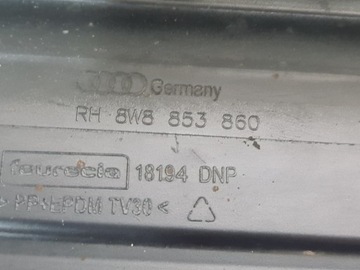 Germany
RH 8W8 853 860
faurecia 18194 DNP
> PP+EPDM TV30 <